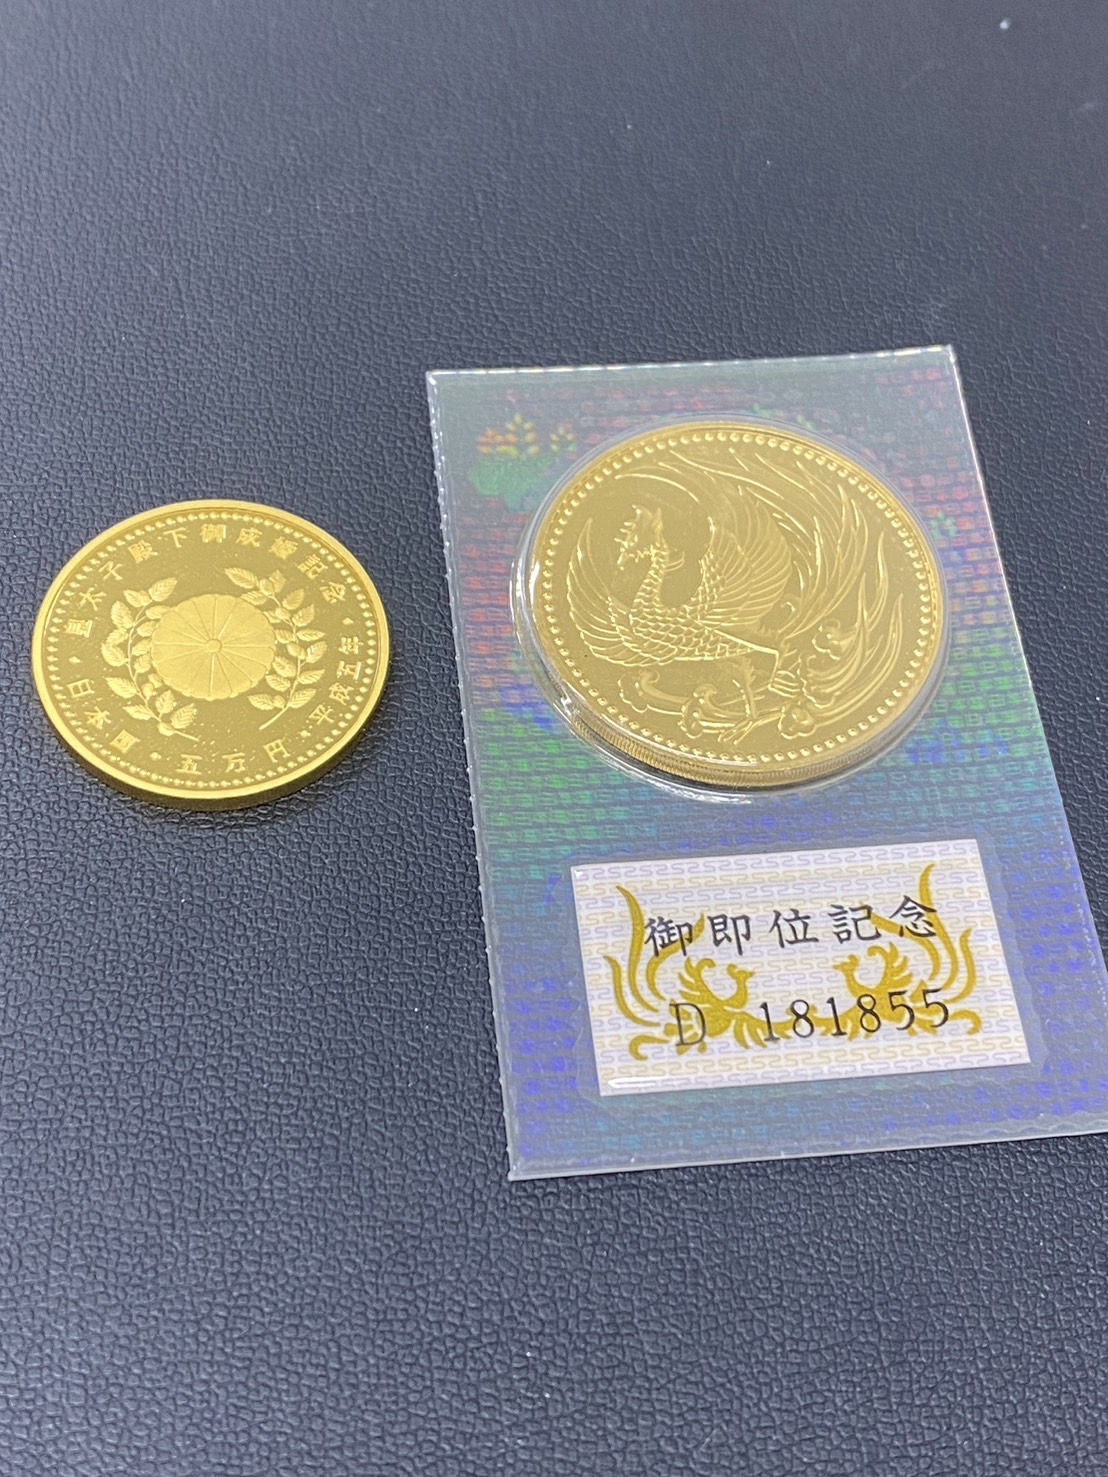 皇太子殿下御成婚記念
日本国・五万円・平成五年
御即位記念
D 181855